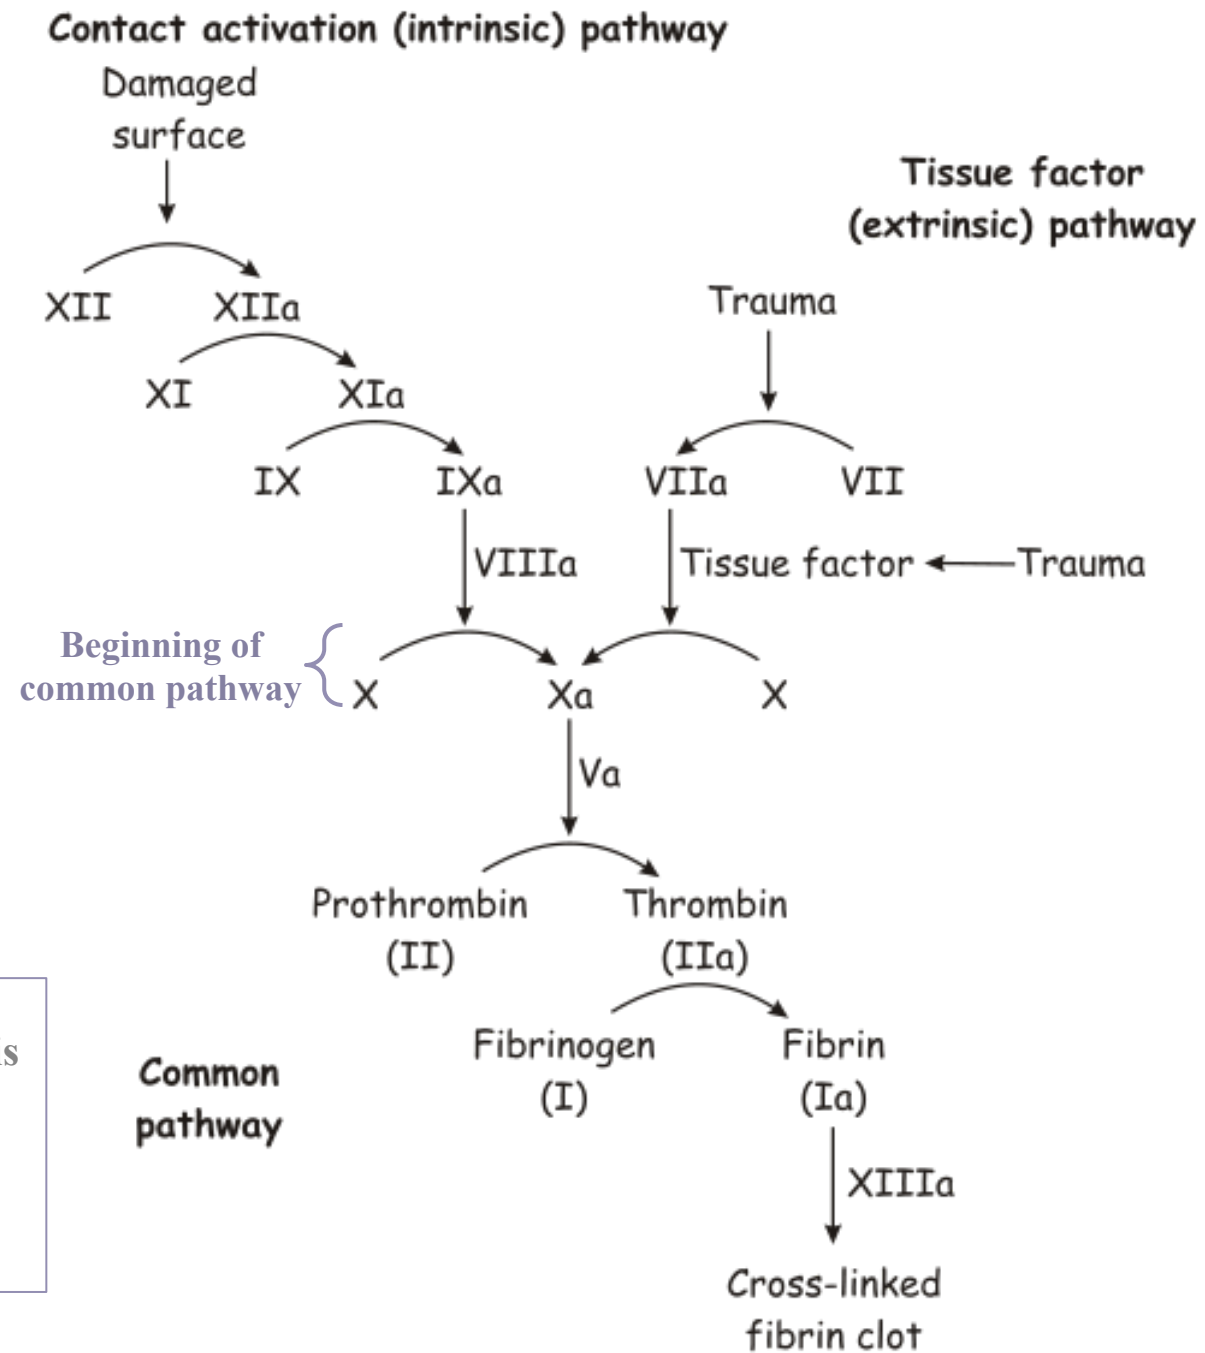 Contact activation (intrinsic) pathway
Damaged
surface
Tissue factor
(extrinsic) pathway
XII XIIa
Trauma
XI XIa
IX IXa VIIa VII
VIIIa Tissue factor Trauma
Beginning of
common pathway
X Xa X
Va
Prothrombin Thrombin
(II) (IIa)
Fibrinogen Fibrin
(I) (Ia)
Common
pathway
XIIIa
Cross-linked
fibrin clot